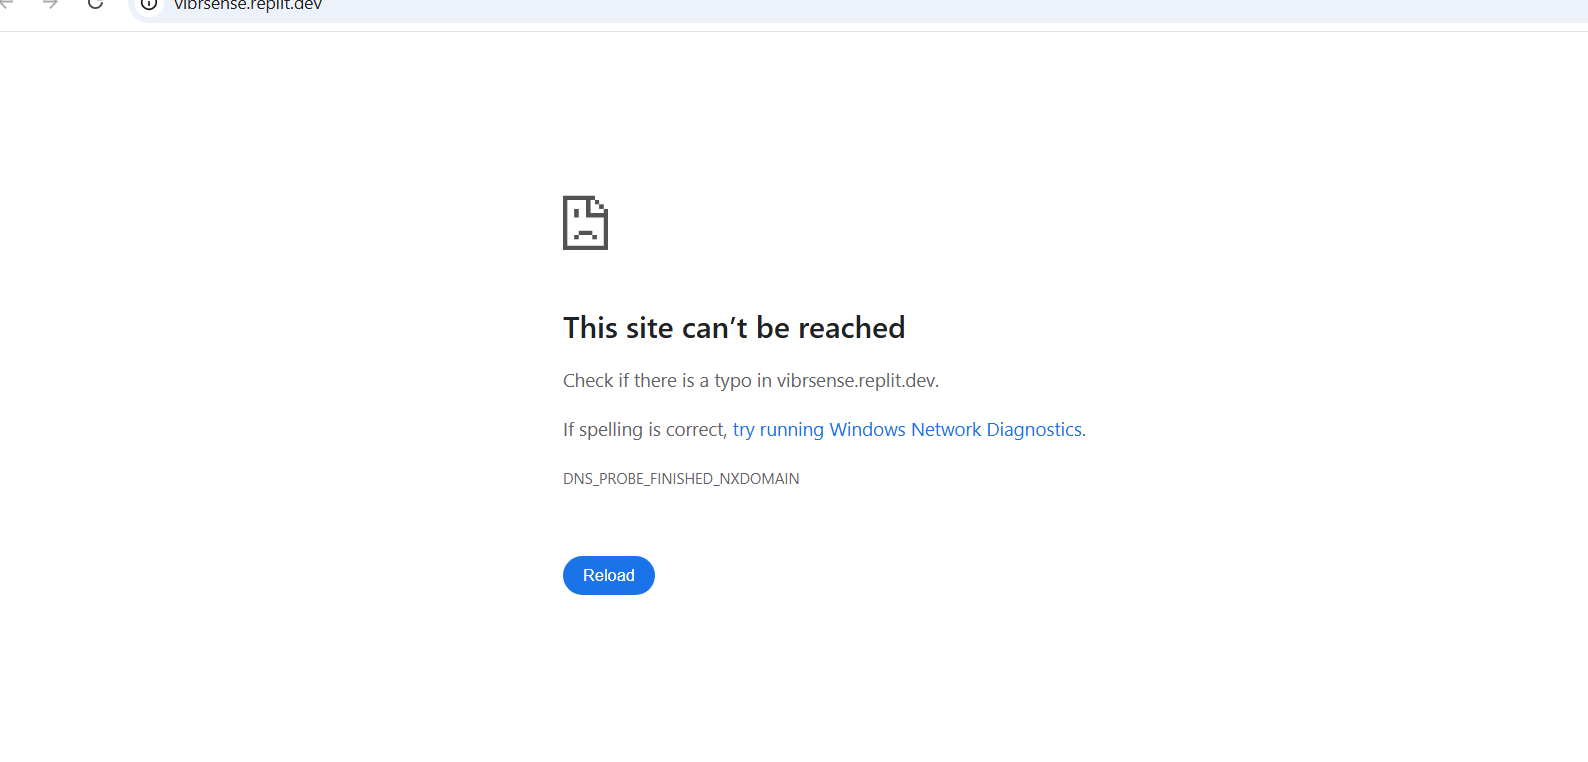 vibrsense.replit.dev
This site can’t be reached
Check if there is a typo in vibrsense.replit.dev.
If spelling is correct, try running Windows Network Diagnostics.
DNS_PROBE_FINISHED_NXDOMAIN
Reload